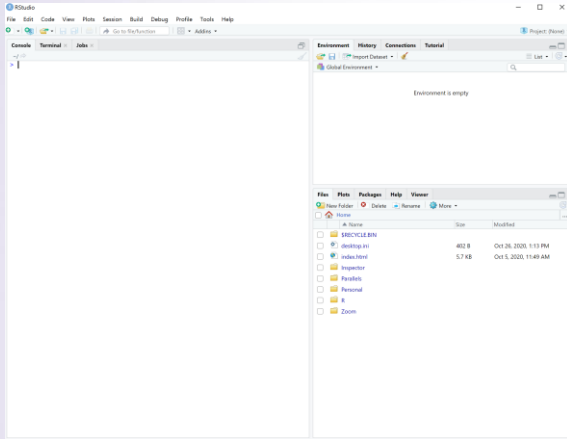 RStudio
File Edit Code View Plots Session Build Debug Profile Tools Help
Go to file/function Addins Project: (None)
Console Terminal Jobs
~/
>
Environment History Connections Tutorial
Import Dataset List
Global Environment
Environment is empty
Files Plots Packages Help Viewer
New Folder Delete Rename More
Home
Name Size Modified
$RECYCLE.BIN
desktop.ini 402 B Oct 26, 2020, 1:13 PM
index.html 5.7 KB Oct 5, 2020, 11:49 AM
Inspector
Parallels
Personal
R
Zoom